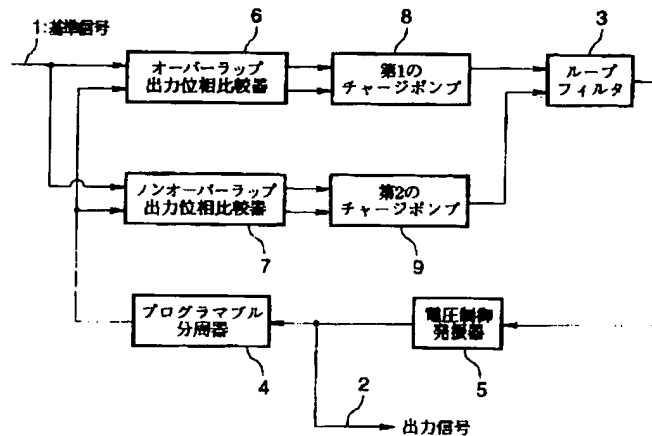 1:基準信号
6
オーバーラップ
出力位相比較器
8
第1の
チャージポンプ
3
ループ
フィルタ
ノンオーバーラップ
出力位相比較器
7
第2の
チャージポンプ
9
プログラマブル
分周器
4
電圧制御
発振器
5
2
出力信号